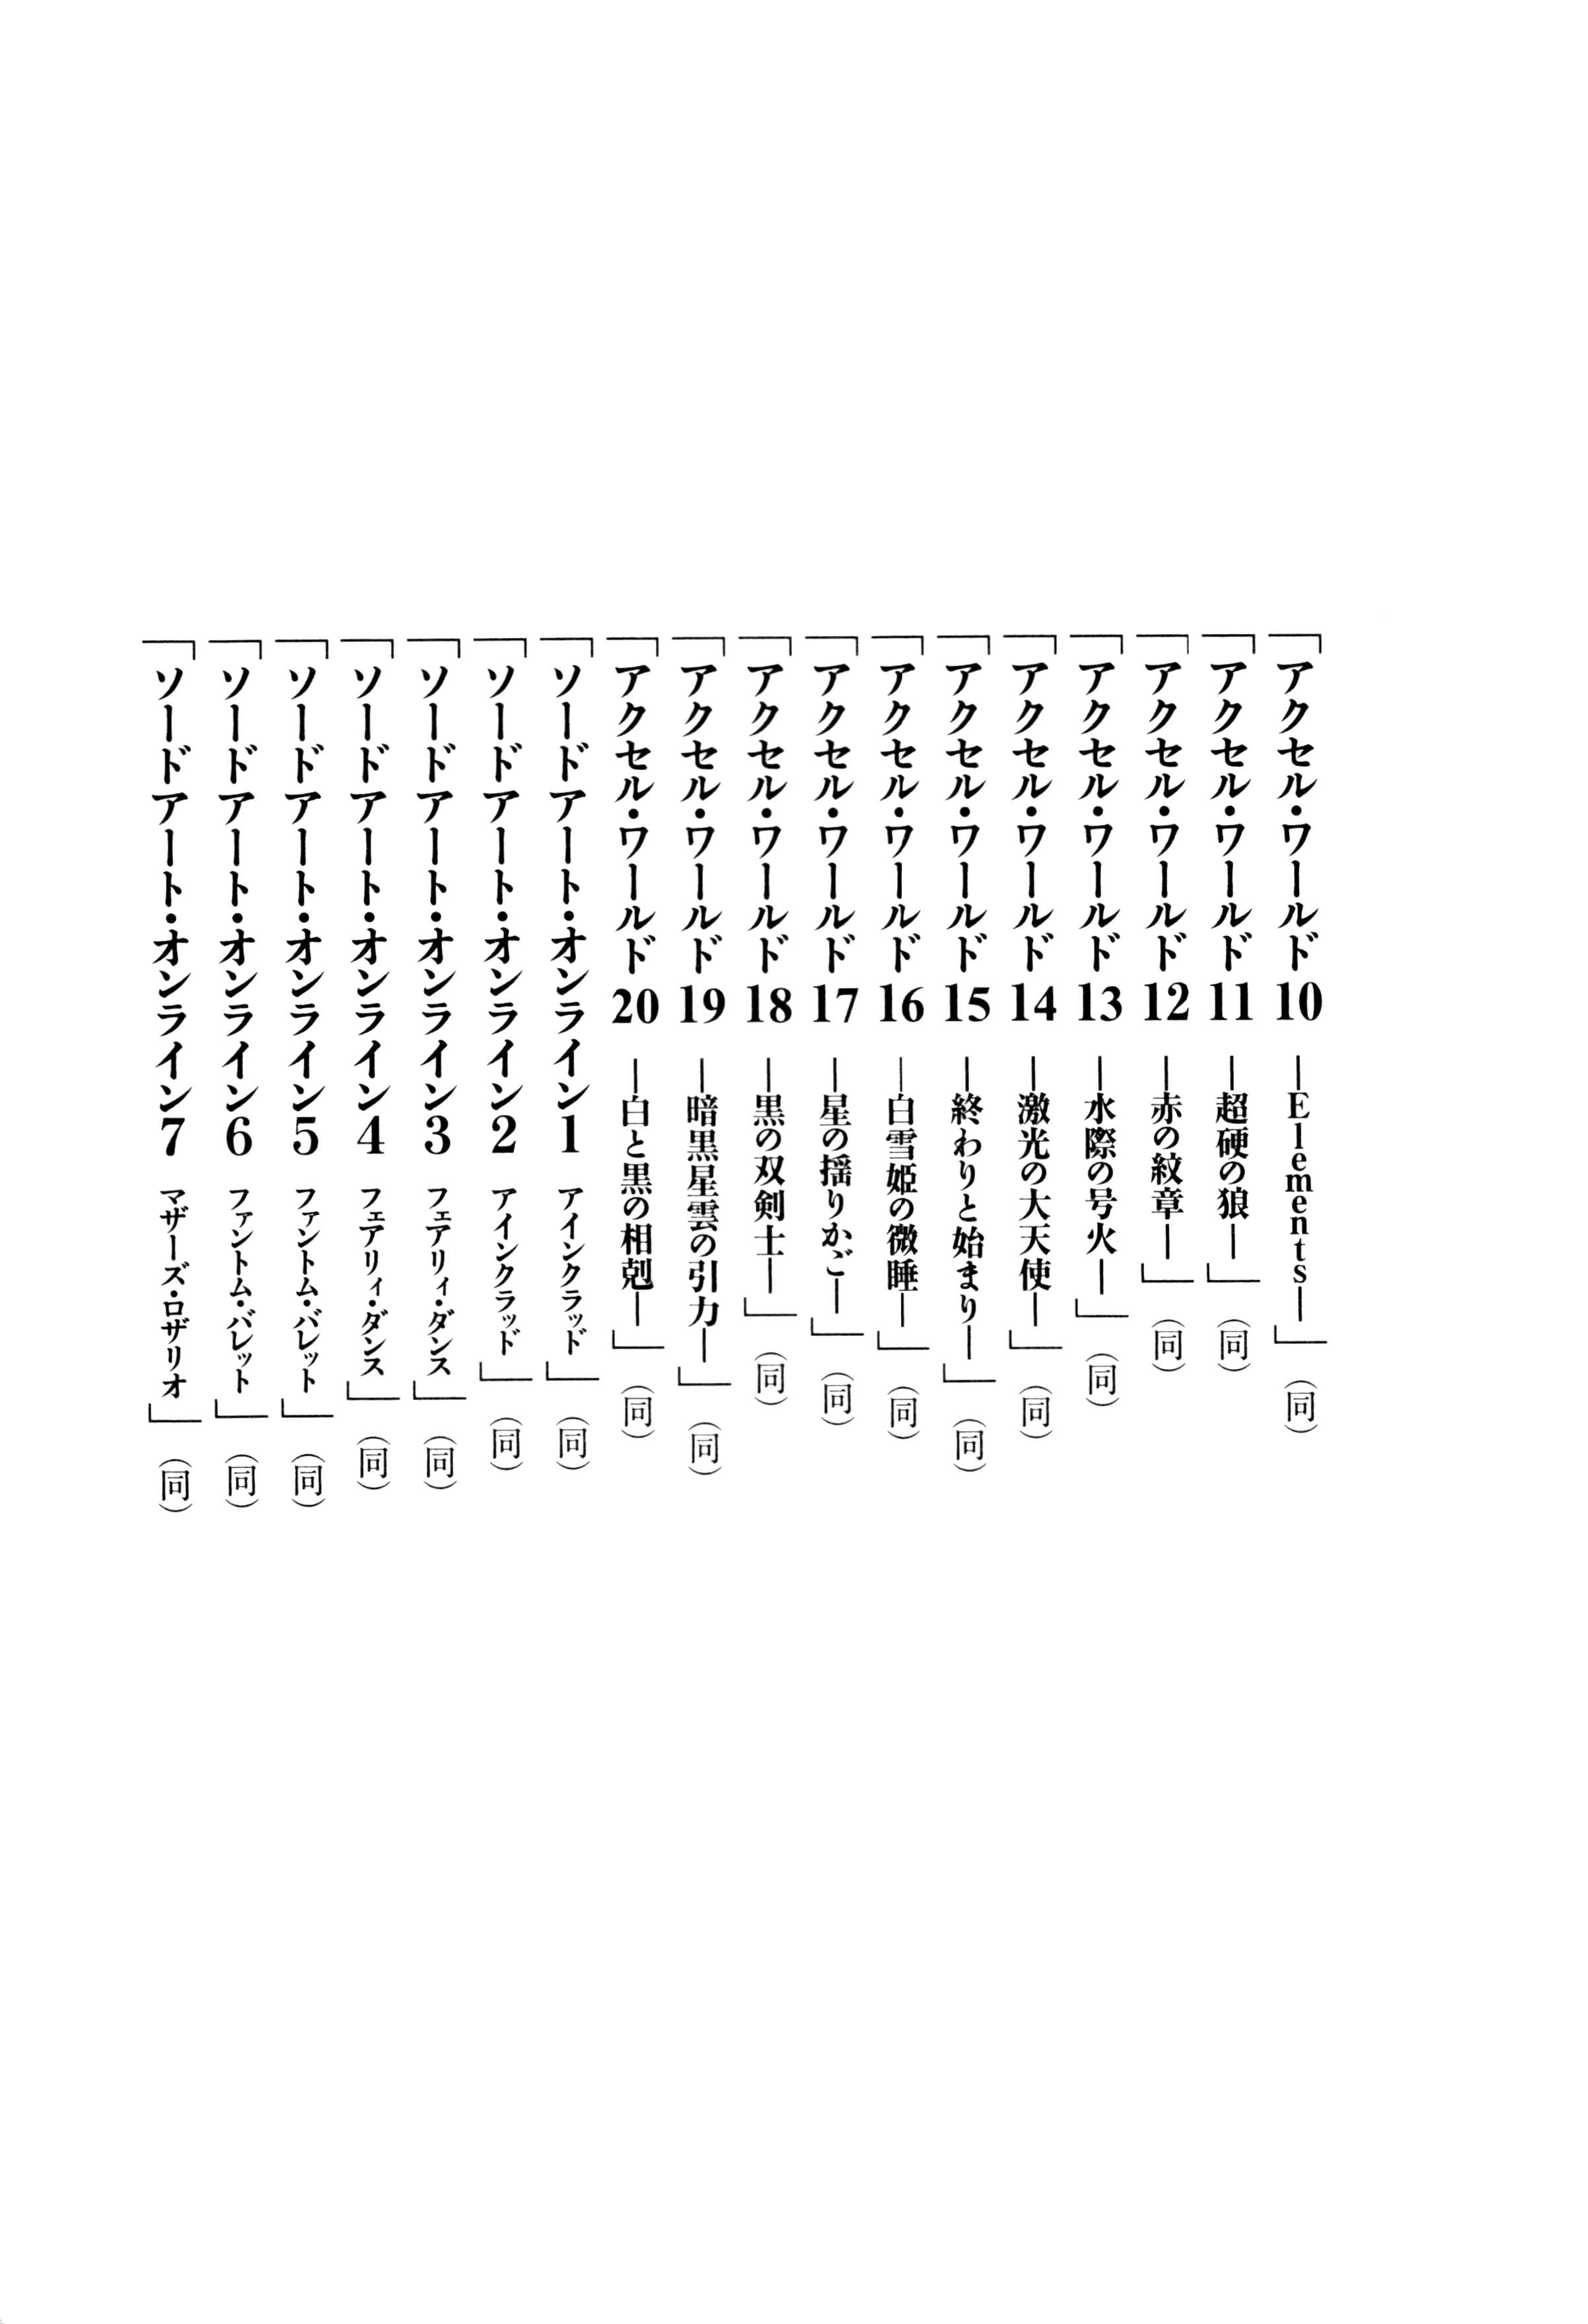 「アクセル・ワールド10 ―Elements―」（同）
「アクセル・ワールド11 ―超硬の狼―」（同）
「アクセル・ワールド12 ―赤の紋章―」（同）
「アクセル・ワールド13 ―水際の号火―」（同）
「アクセル・ワールド14 ―激光の大天使―」（同）
「アクセル・ワールド15 ―終わりと始まり―」（同）
「アクセル・ワールド16 ―白雪姫の微睡―」（同）
「アクセル・ワールド17 ―星の揺りかご―」（同）
「アクセル・ワールド18 ―黒の双剣士―」（同）
「アクセル・ワールド19 ―暗黒星雲の引力―」（同）
「アクセル・ワールド20 ―白と黒の相剋―」（同）
「ソードアート・オンライン1 アインクラッド」（同）
「ソードアート・オンライン2 アインクラッド」（同）
「ソードアート・オンライン3 フェアリィ・ダンス」（同）
「ソードアート・オンライン4 フェアリィ・ダンス」（同）
「ソードアート・オンライン5 ファントム・バレット」（同）
「ソードアート・オンライン6 ファントム・バレット」（同）
「ソードアート・オンライン7 マザーズ・ロザリオ」（同）